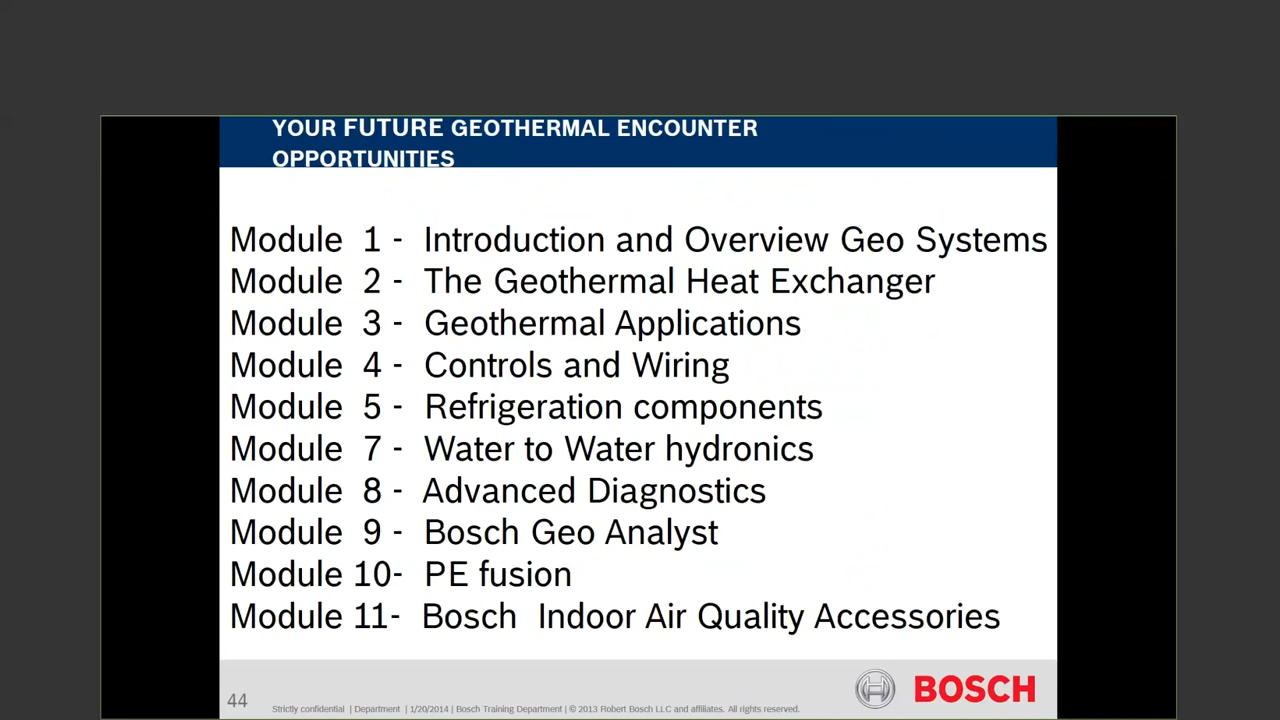 YOUR FUTURE GEOTHERMAL ENCOUNTER
OPPORTUNITIES
Module 1 - Introduction and Overview Geo Systems
Module 2 - The Geothermal Heat Exchanger
Module 3 - Geothermal Applications
Module 4 - Controls and Wiring
Module 5 - Refrigeration components
Module 7 - Water to Water hydronics
Module 8 - Advanced Diagnostics
Module 9 - Bosch Geo Analyst
Module 10- PE fusion
Module 11- Bosch Indoor Air Quality Accessories
44
Strictly confidential | Department | 1/20/2014 | Bosch Training Department | © 2013 Robert Bosch LLC and affiliates. All rights reserved.
BOSCH